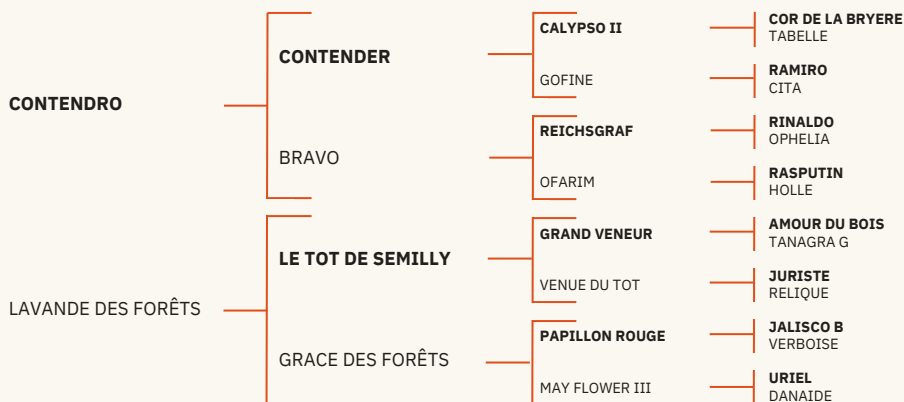 CONTENDRO
LAVANDE DES FORÊTS
CONTENDER
BRAVO
LE TOT DE SEMILLY
GRACE DES FORÊTS
CALYPSO II
GOFINE
REICHSGRAF
OFARIM
GRAND VENEUR
VENUE DU TOT
PAPILLON ROUGE
MAY FLOWER III
COR DE LA BRYERE
TABELLE
RAMIRO
CITA
RINALDO
OPHELIA
RASPUTIN
HOLLE
AMOUR DU BOIS
TANAGRA G
JURISTE
RELIQUE
JALISCO B
VERBOISE
URIEL
DANAIDE